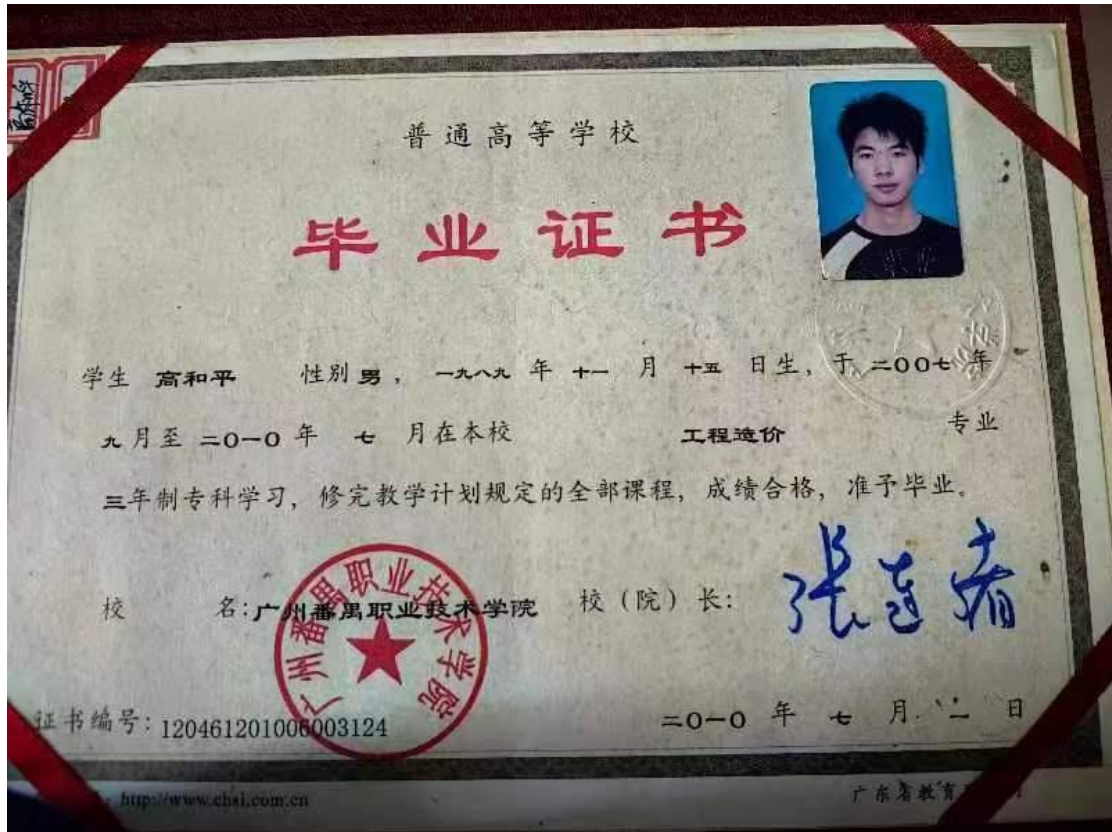 普通高等学校
毕业证书
学生 高和平 性别 男, 一九八九 年 十一 月 十五 日生, 于 二00七 年
九 月至 二0一0 年 七 月在本校 工程造价 专业
三年制专科学习, 修完教学计划规定的全部课程, 成绩合格, 准予毕业。
校 名: 广州番禺职业技术学院 校(院)长:
广州番禺职业技术学院
证书编号: 120461201006003124 二0一0 年 七 月 一 日
http://www.chsi.com.cn 广东省教育